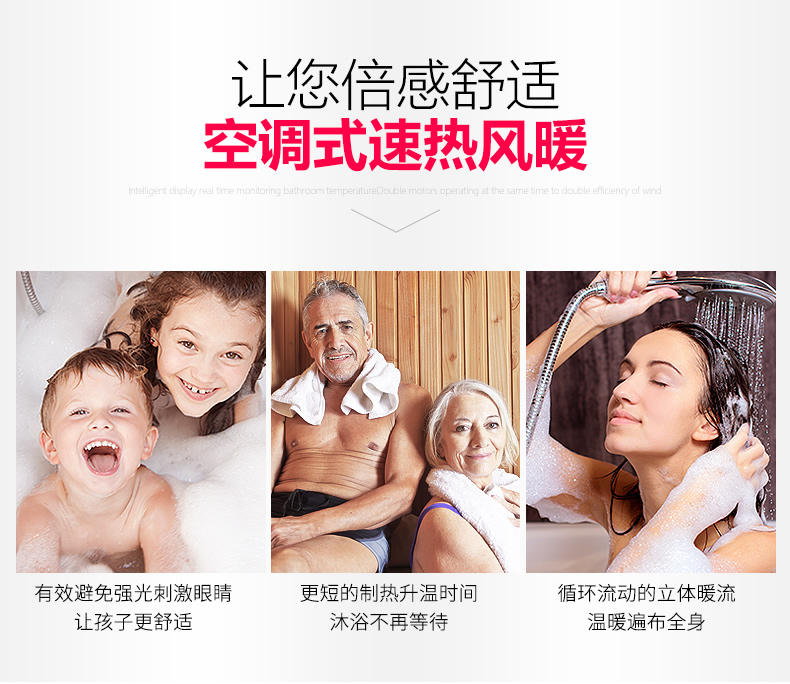 让您倍感舒适
空调式速热风暖
Intelligent display real time monitoring bathroom temperatureDouble motors operating at the same time to double efficiency of wind
有效避免强光刺激眼睛
让孩子更舒适
更短的制热升温时间
沐浴不再等待
循环流动的立体暖流
温暖遍布全身